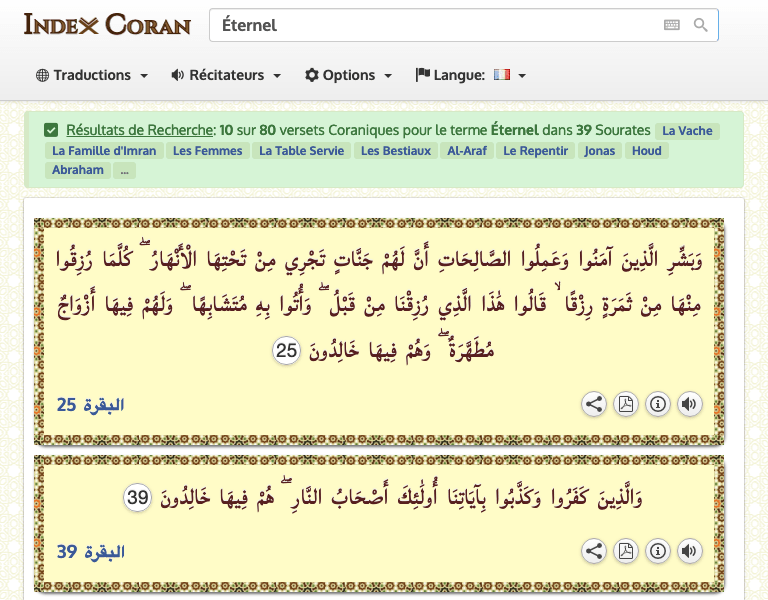 Index Coran
Éternel
Traductions
Récitateurs
Options
Langue:
Résultats de Recherche: 10 sur 80 versets Coraniques pour le terme Éternel dans 39 Sourates La Vache
La Famille d'Imran Les Femmes La Table Servie Les Bestiaux Al-Araf Le Repentir Jonas Houd
Abraham ...
وَبَشِّرِ الَّذِينَ آمَنُوا وَعَمِلُوا الصَّالِحَاتِ أَنَّ لَهُمْ جَنَّاتٍ تَجْرِي مِنْ تَحْتِهَا الْأَنْهَارُ ۖ كُلَّمَا رُزِقُوا
مِنْهَا مِنْ ثَمَرَةٍ رِزْقًا ۙ قَالُوا هَٰذَا الَّذِي رُزِقْنَا مِنْ قَبْلُ ۖ وَأُتُوا بِهِ مُتَشَابِهًا ۖ وَلَهُمْ فِيهَا أَزْوَاجٌ
مُطَهَّرَةٌ ۖ وَهُمْ فِيهَا خَالِدُونَ 25
البقرة 25
وَالَّذِينَ كَفَرُوا وَكَذَّبُوا بِآيَاتِنَا أُولَٰئِكَ أَصْحَابُ النَّارِ ۖ هُمْ فِيهَا خَالِدُونَ 39
البقرة 39